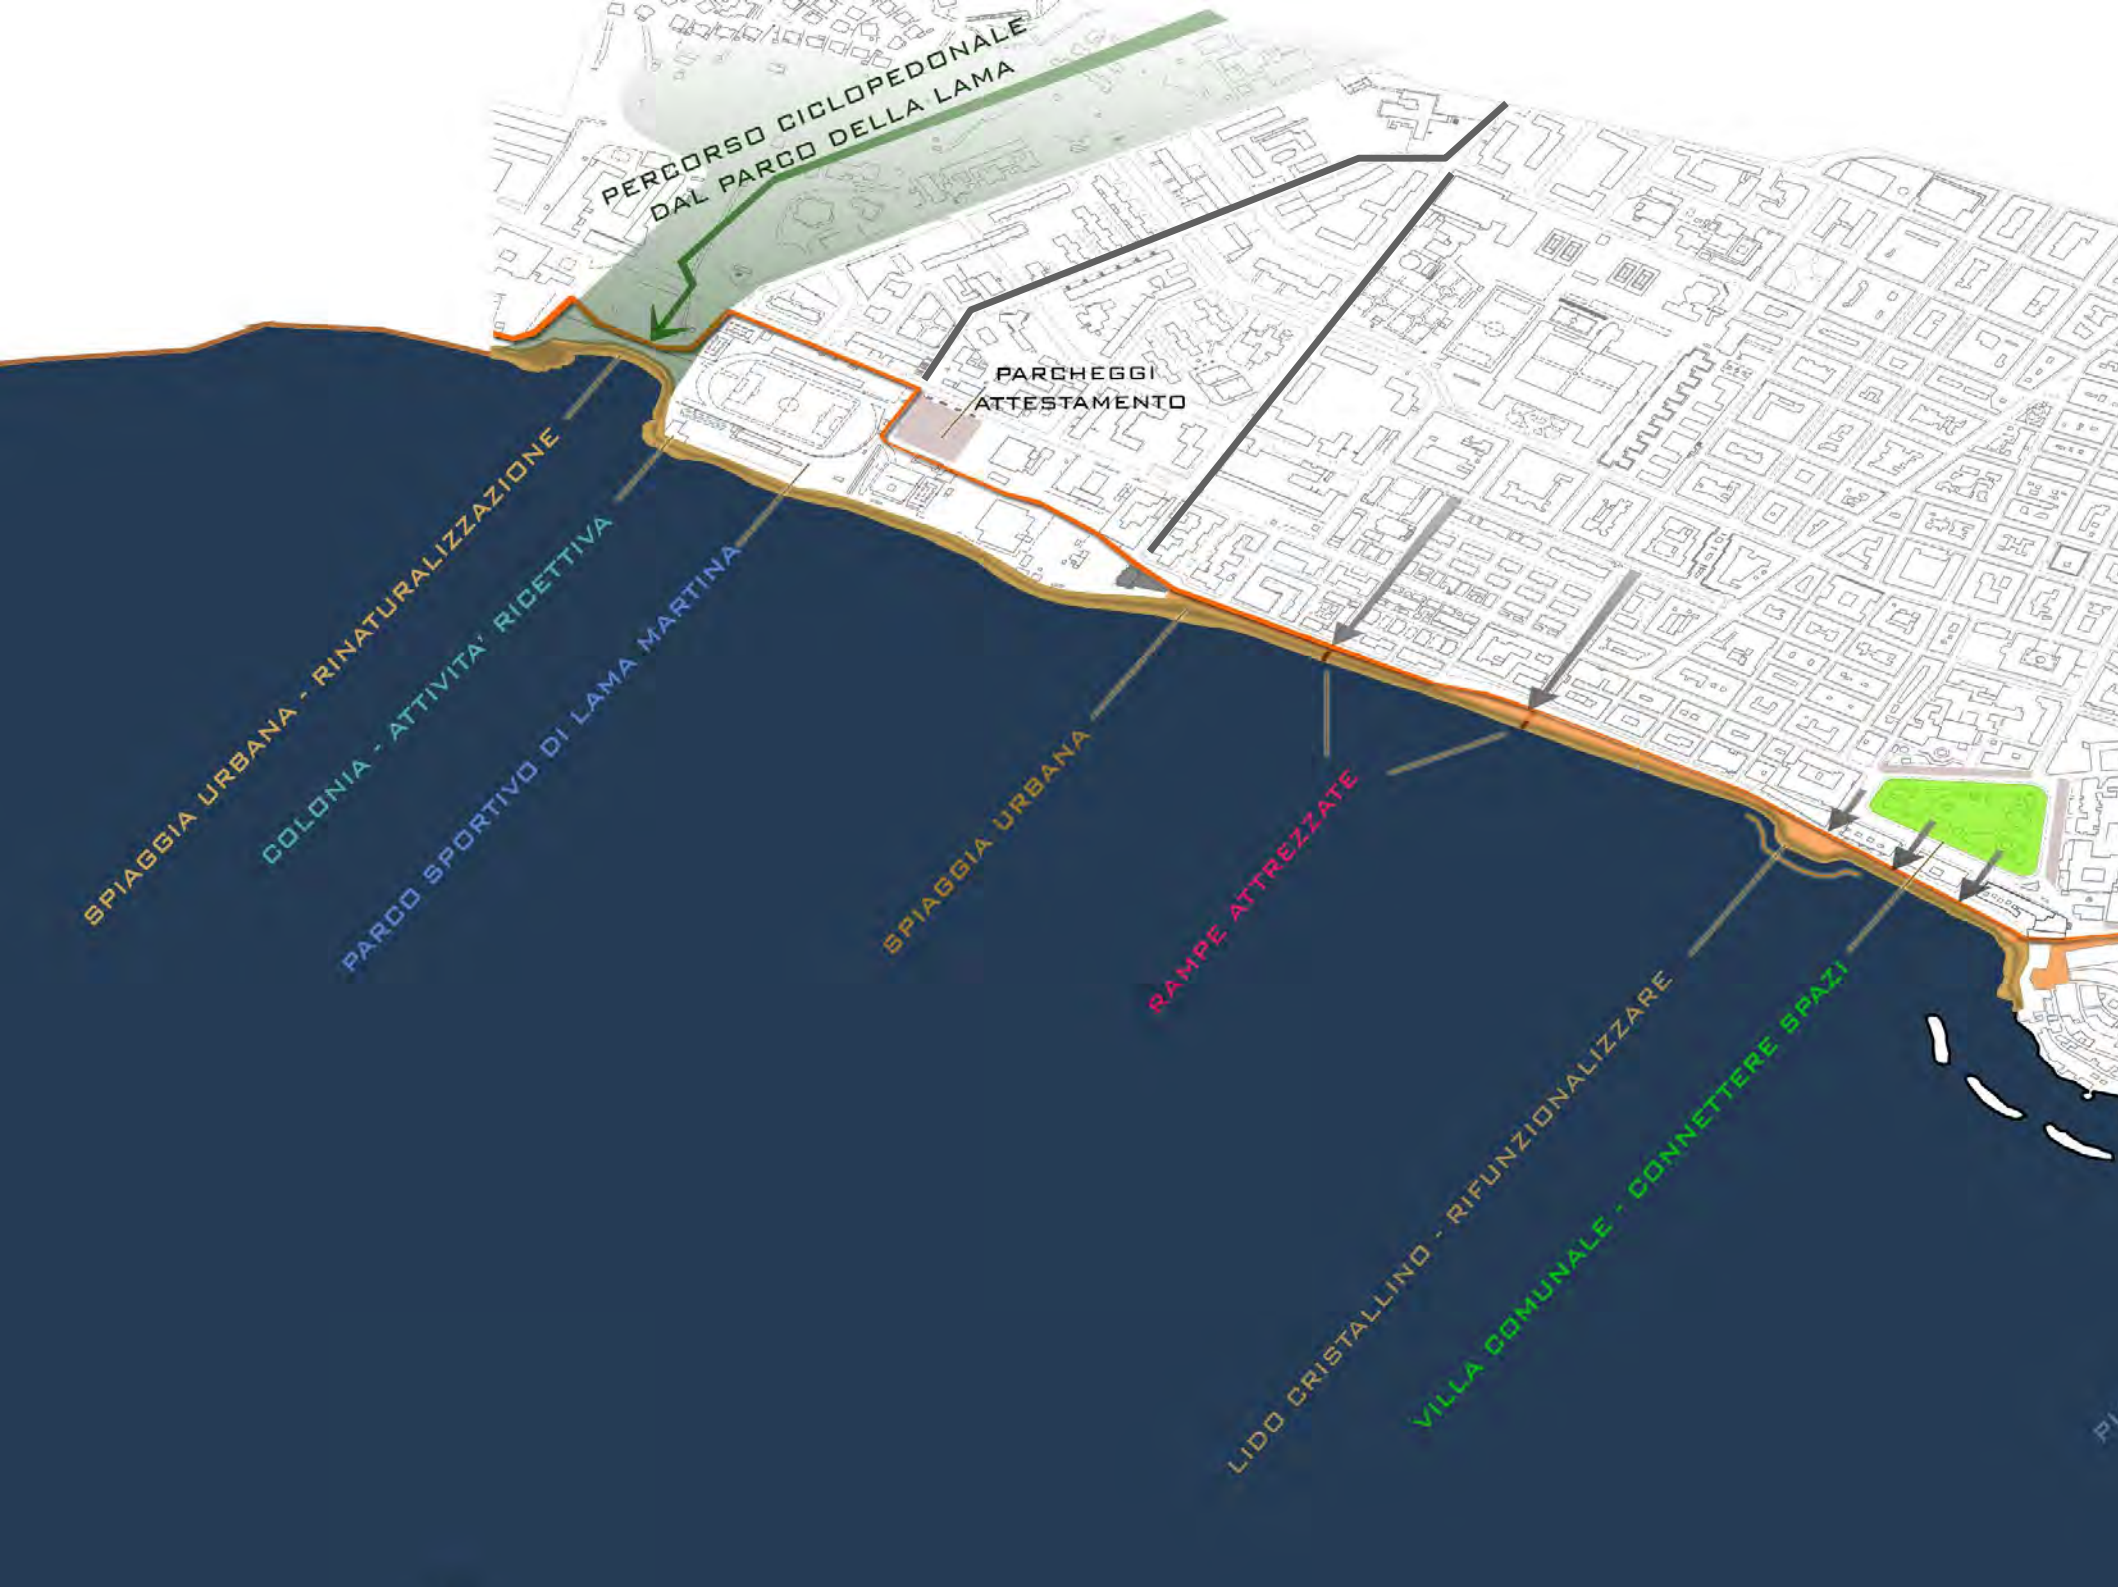 PERCORSO CICLOPEDONALE
DAL PARCO DELLA LAMA
PARCHEGGI
ATTESTAMENTO
SPIAGGIA URBANA - RINATURALIZZAZIONE
COLONIA - ATTIVITA' RICETTIVA
PARCO SPORTIVO DI LAMA MARTINA
SPIAGGIA URBANA
RAMPE ATTREZZATE
LIDO CRISTALLINO - RIFUNZIONALIZZARE
VILLA COMUNALE - CONNETTERE SPAZI